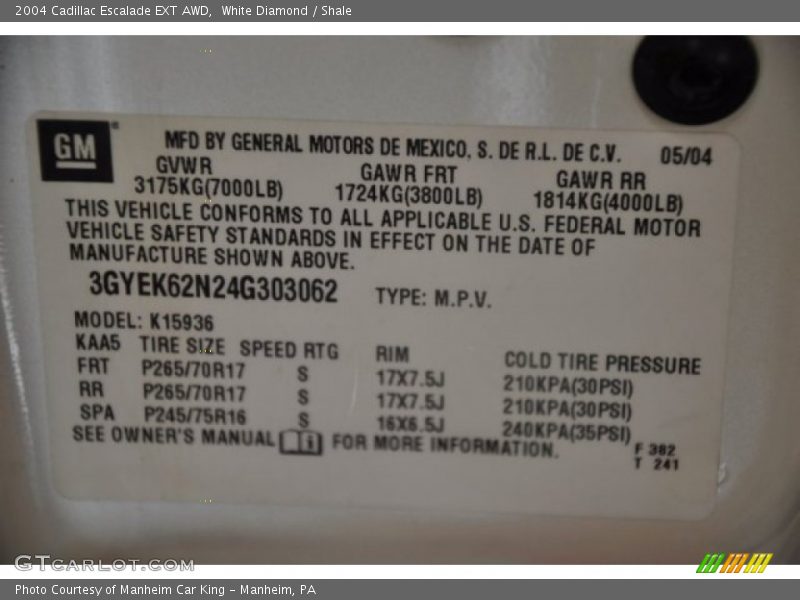 2004 Cadillac Escalade EXT AWD,  White Diamond / Shale
GM
MFD BY GENERAL MOTORS DE MEXICO, S. DE R.L. DE C.V. 05/04
GVWR GAWR FRT GAWR RR
3175KG(7000LB) 1724KG(3800LB) 1814KG(4000LB)
THIS VEHICLE CONFORMS TO ALL APPLICABLE U.S. FEDERAL MOTOR
VEHICLE SAFETY STANDARDS IN EFFECT ON THE DATE OF
MANUFACTURE SHOWN ABOVE.
3GYEK62N24G303062 TYPE: M.P.V.
MODEL: K15936
KAA5 TIRE SIZE SPEED RTG RIM COLD TIRE PRESSURE
FRT P265/70R17 S 17X7.5J 210KPA(30PSI)
RR P265/70R17 S 17X7.5J 210KPA(30PSI)
SPA P245/75R16 S 16X6.5J 240KPA(35PSI)
SEE OWNER'S MANUAL FOR MORE INFORMATION.
F 382
T 241
GTcarlot.com
Photo Courtesy of Manheim Car King - Manheim, PA